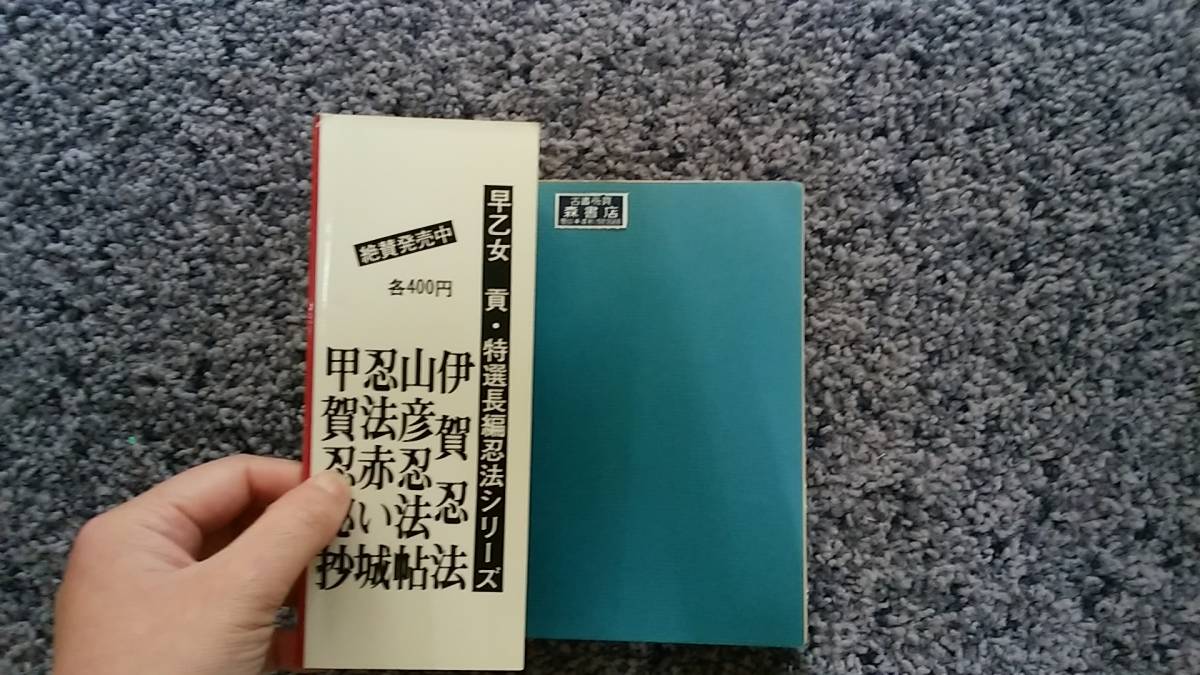 早乙女 貢・特選長編忍法シリーズ
絶賛発売中
各400円
伊賀忍法
山彦忍法帖
忍法赤い城
甲賀忍抄
古書売買
森書店